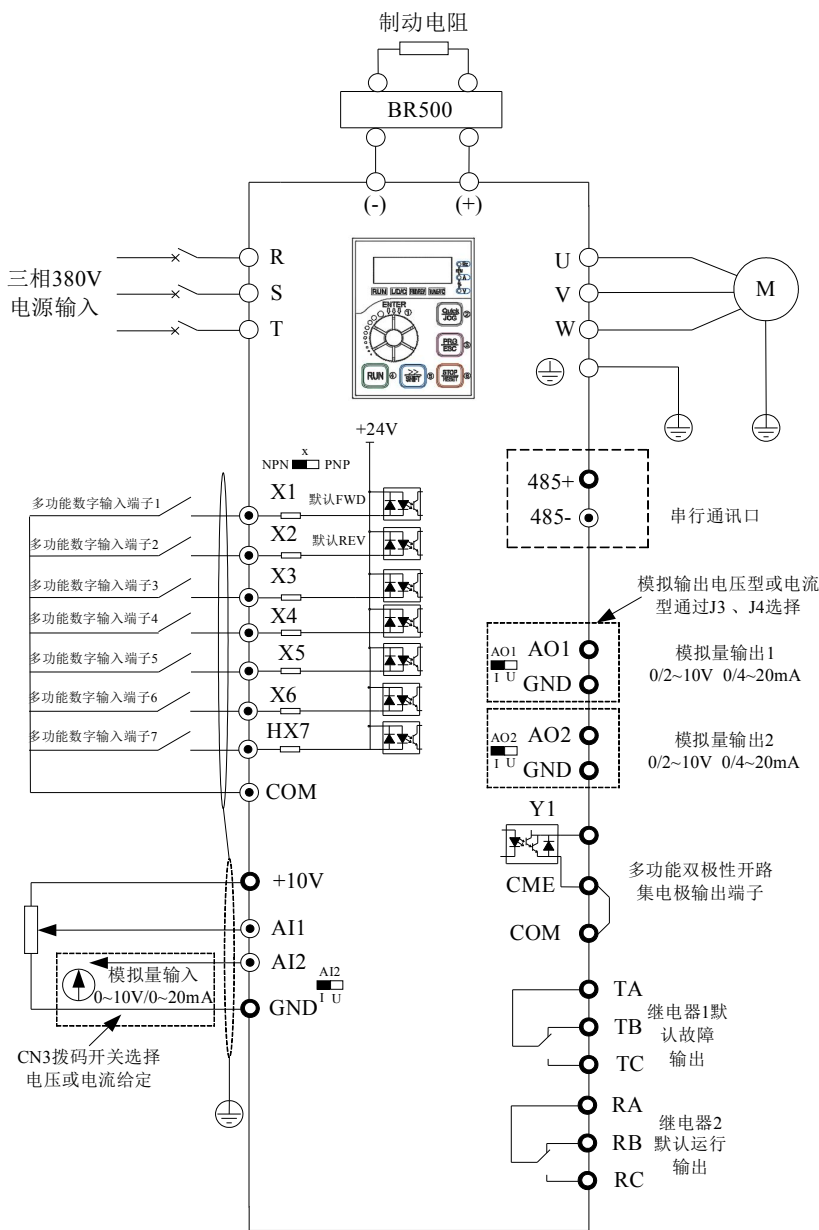 制动电阻
BR500
(-)
(+)
三相380V
电源输入
R
S
T
RUN
ENTER
①
Quick
JOG
②
PRG
ESC
③
RUN
④
>>
SHIFT
⑤
STOP
RESET
⑥
A
V
U
V
W
M
+24V
x
NPN
PNP
多功能数字输入端子1
X1
默认FWD
多功能数字输入端子2
X2
默认REV
多功能数字输入端子3
X3
多功能数字输入端子4
X4
多功能数字输入端子5
X5
多功能数字输入端子6
X6
多功能数字输入端子7
HX7
COM
485+
485-
串行通讯口
模拟输出电压型或电流
型通过J3 、J4选择
AO1
I U
AO1
GND
模拟量输出1
0/2~10V 0/4~20mA
AO2
I U
AO2
GND
模拟量输出2
0/2~10V 0/4~20mA
Y1
CME
COM
多功能双极性开路
集电极输出端子
+10V
AI1
AI2
GND
AI2
I U
模拟量输入
0~10V/0~20mA
CN3拨码开关选择
电压或电流给定
TA
TB
TC
继电器1默
认故障
输出
RA
RB
RC
继电器2
默认运行
输出